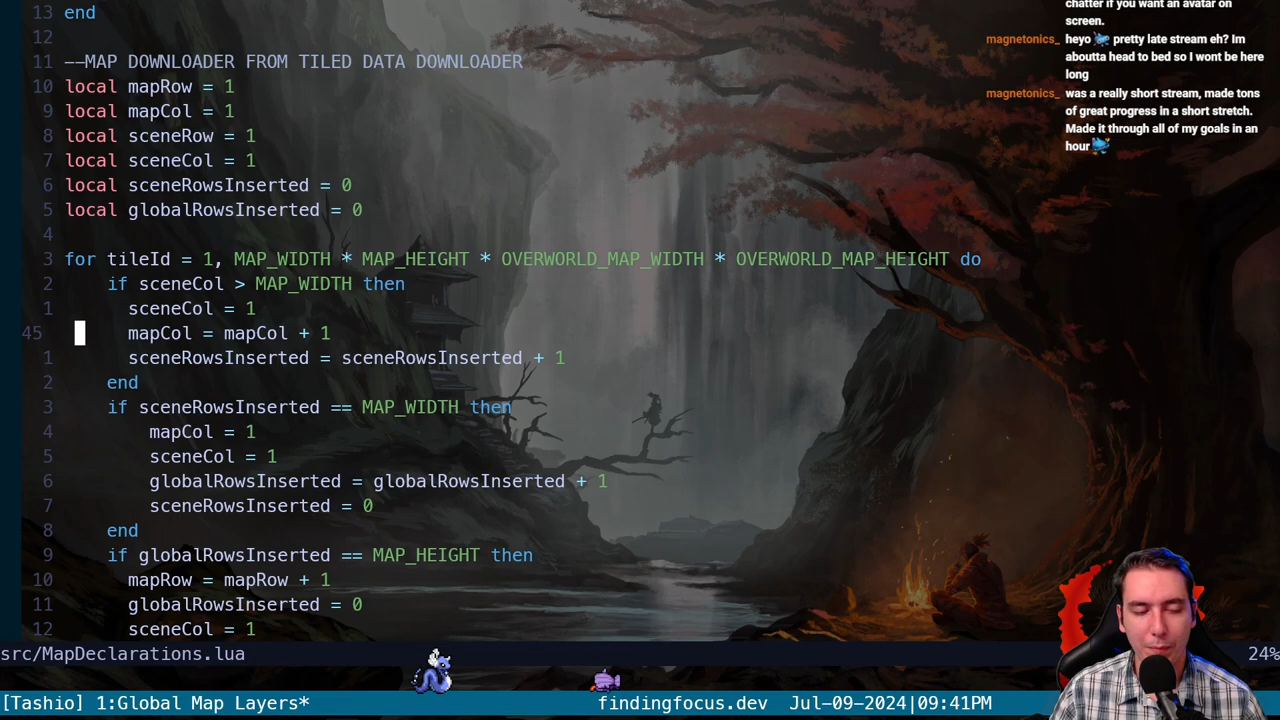 13 end
12
11 --MAP DOWNLOADER FROM TILED DATA DOWNLOADER
10 local mapRow = 1
9 local mapCol = 1
8 local sceneRow = 1
7 local sceneCol = 1
6 local sceneRowsInserted = 0
5 local globalRowsInserted = 0
4
3 for tileId = 1, MAP_WIDTH * MAP_HEIGHT * OVERWORLD_MAP_WIDTH * OVERWORLD_MAP_HEIGHT do
2 if sceneCol > MAP_WIDTH then
1 sceneCol = 1
45 mapCol = mapCol + 1
1 sceneRowsInserted = sceneRowsInserted + 1
2 end
3 if sceneRowsInserted == MAP_WIDTH then
4 mapCol = 1
5 sceneCol = 1
6 globalRowsInserted = globalRowsInserted + 1
7 sceneRowsInserted = 0
8 end
9 if globalRowsInserted == MAP_HEIGHT then
10 mapRow = mapRow + 1
11 globalRowsInserted = 0
12 sceneCol = 1
src/MapDeclarations.lua 24%
[Tashio] 1:Global Map Layers* findingfocus.dev Jul-09-2024|09:41PM
chatter if you want an avatar on
screen.
magnetonics_ heyo pretty late stream eh? Im
aboutta head to bed so I wont be here
long
magnetonics_ was a really short stream, made tons
of great progress in a short stretch.
Made it through all of my goals in an
hour